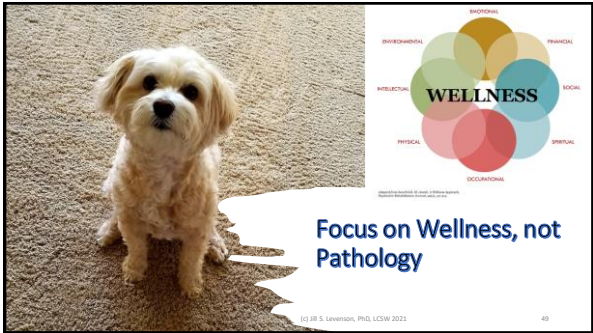 EMOTIONAL
ENVIRONMENTAL
FINANCIAL
INTELLECTUAL
WELLNESS
SOCIAL
PHYSICAL
SPIRITUAL
OCCUPATIONAL
Focus on Wellness, not
Pathology
(c) Jill S. Levenson, PhD, LCSW 2021
49